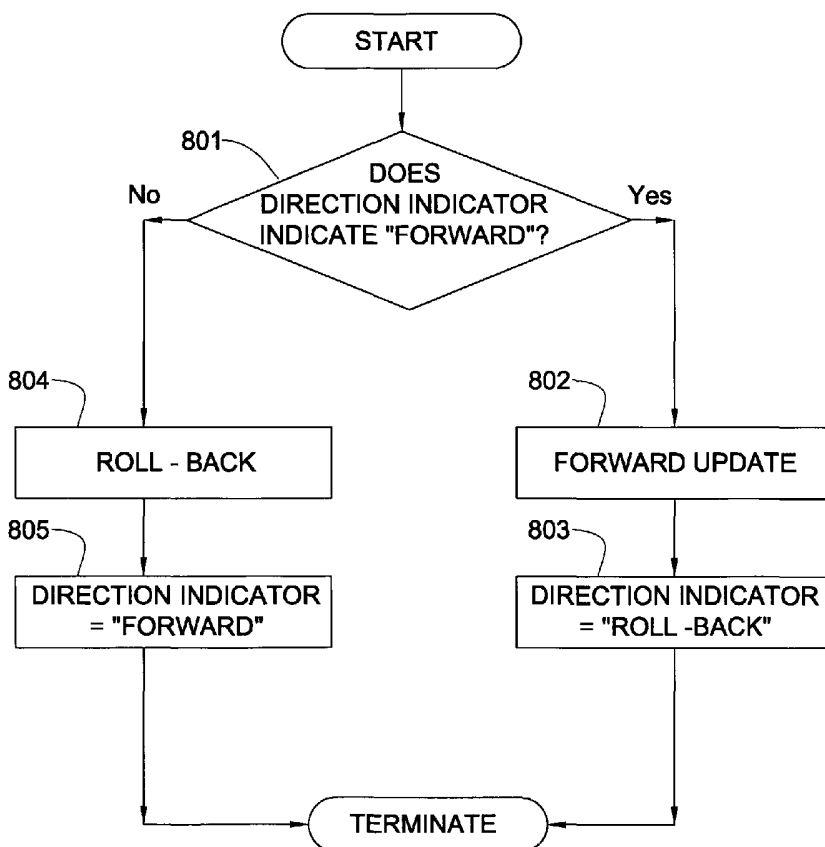 START
801
DOES
DIRECTION INDICATOR
INDICATE "FORWARD"?
No
Yes
804
802
ROLL - BACK
FORWARD UPDATE
805
803
DIRECTION INDICATOR
= "FORWARD"
DIRECTION INDICATOR
= "ROLL -BACK"
TERMINATE